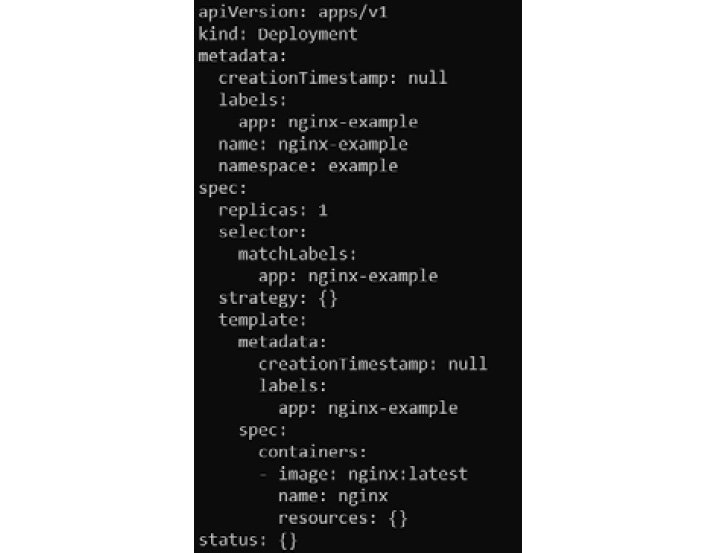 apiVersion: apps/v1
kind: Deployment
metadata:
  creationTimestamp: null
  labels:
    app: nginx-example
  name: nginx-example
  namespace: example
spec:
  replicas: 1
  selector:
    matchLabels:
      app: nginx-example
  strategy: {}
  template:
    metadata:
      creationTimestamp: null
      labels:
        app: nginx-example
    spec:
      containers:
      - image: nginx:latest
        name: nginx
        resources: {}
status: {}